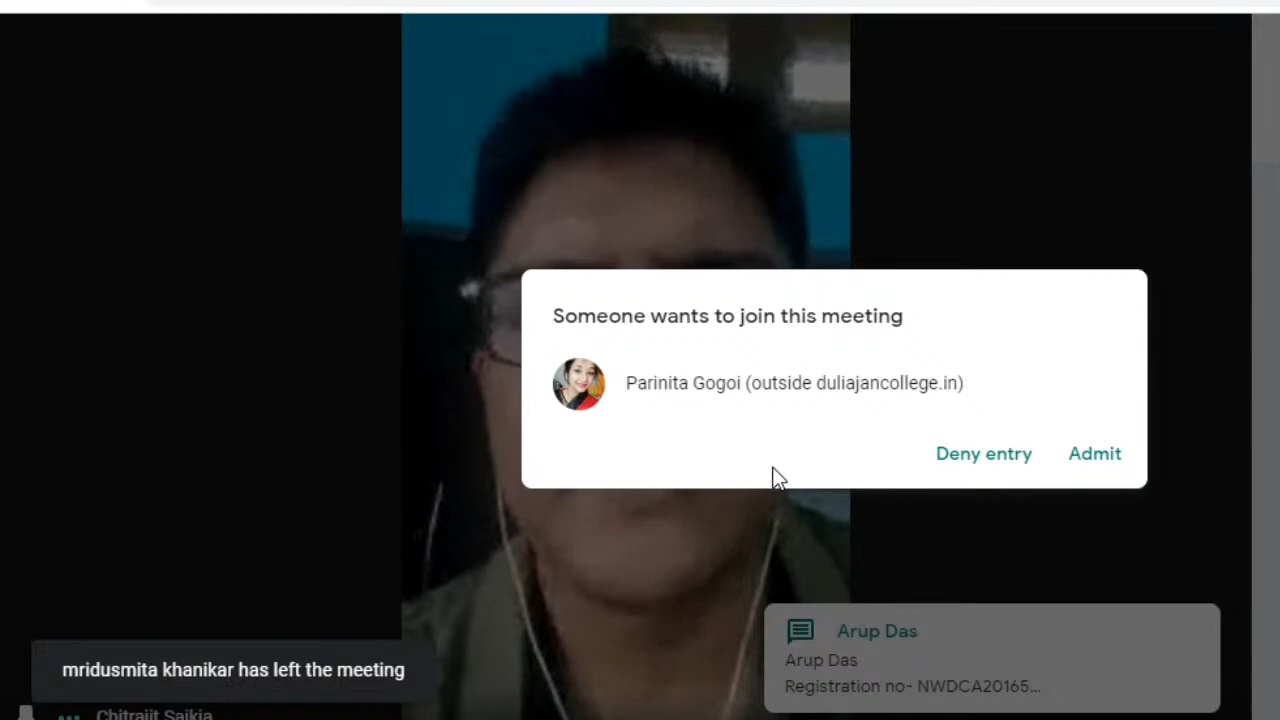 Someone wants to join this meeting
Parinita Gogoi (outside duliajancollege.in)
Deny entry Admit
Arup Das
Arup Das
Registration no- NWDCA20165...
mridusmita khanikar has left the meeting
Chitrajit Saikia